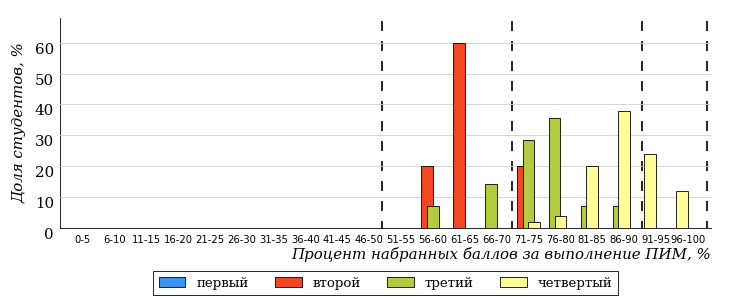 Доля студентов, %
60
50
40
30
20
10
0
0-5 6-10 11-15 16-20 21-25 26-30 31-35 36-40 41-45 46-50 51-55 56-60 61-65 66-70 71-75 76-80 81-85 86-90 91-95 96-100
Процент набранных баллов за выполнение ПИМ, %
первый второй третий четвертый